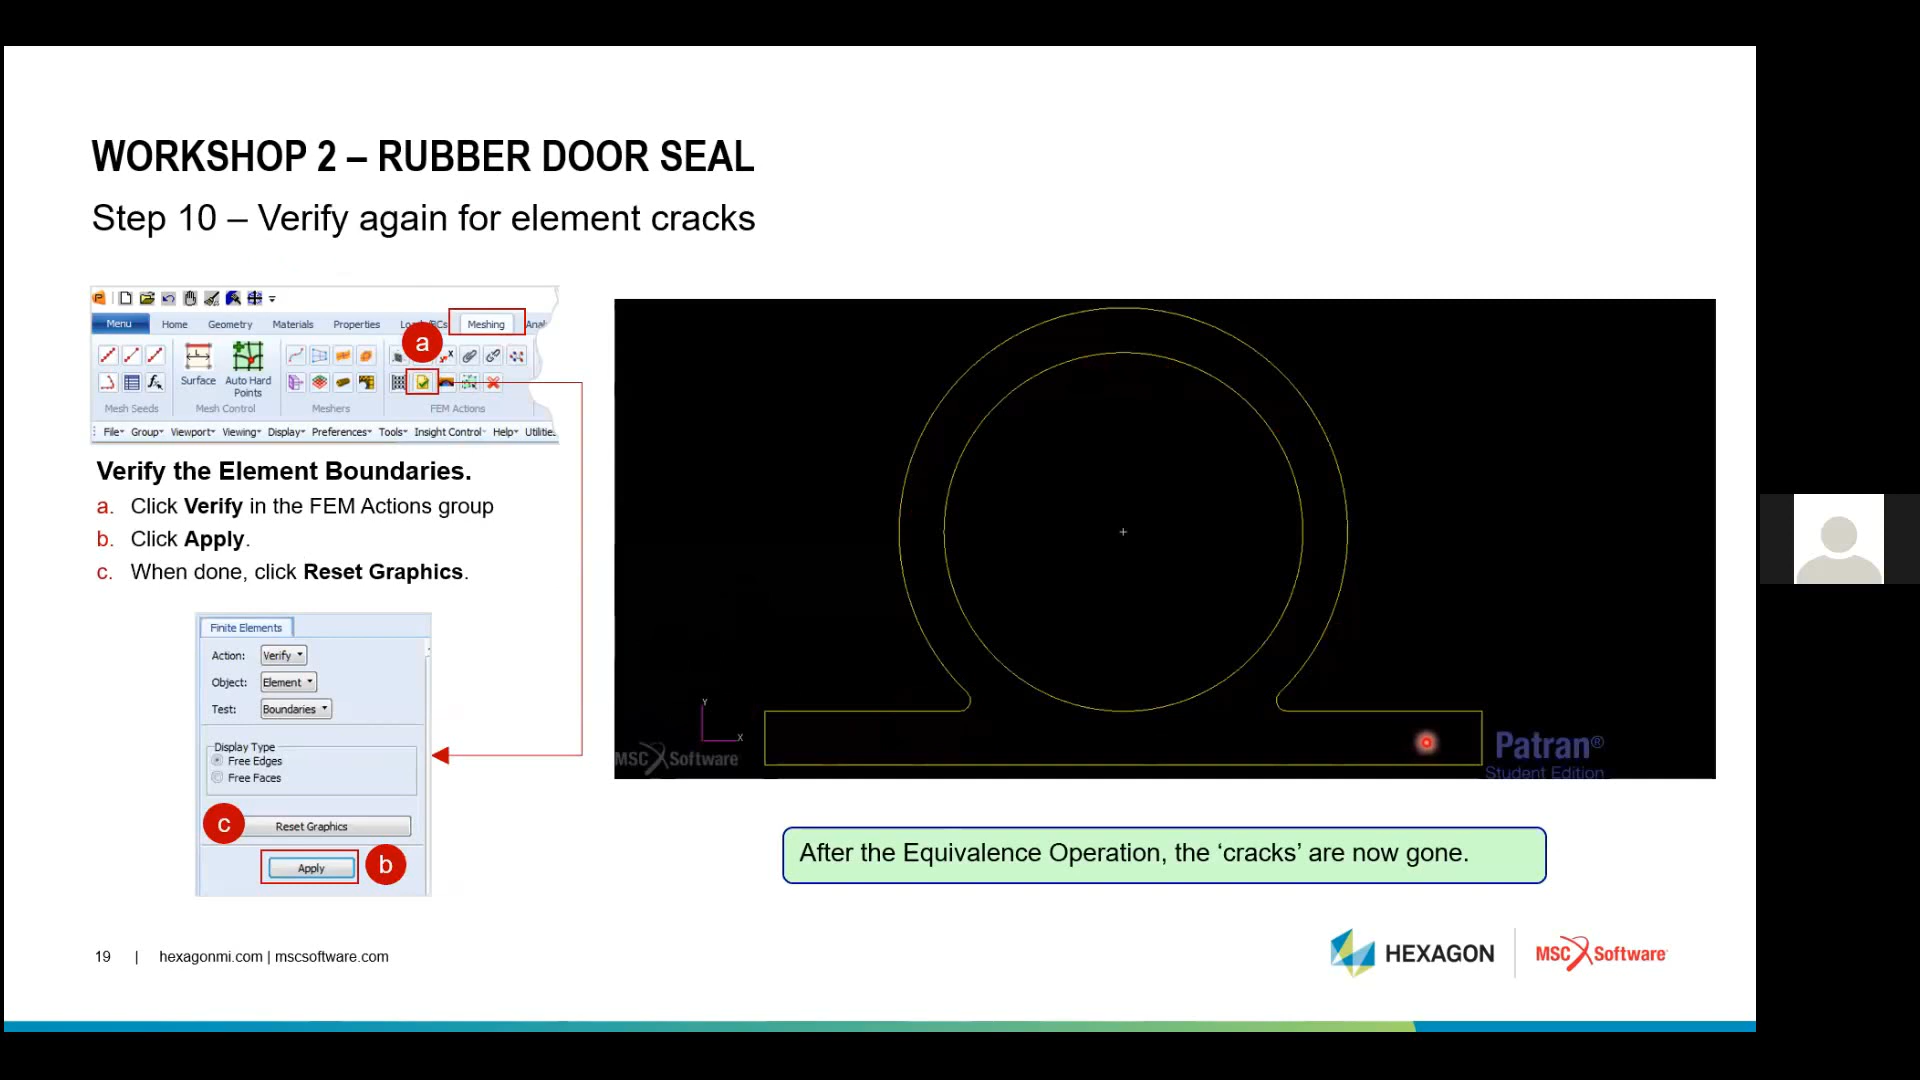 WORKSHOP 2 – RUBBER DOOR SEAL
Step 10 – Verify again for element cracks
Menu Home Geometry Materials Properties Meshing
a
Surface Auto Hard Points
Mesh Seeds Mesh Control Meshers FEM Actions
File Group Viewport Viewing Display Preferences Tools Insight Control Help
Verify the Element Boundaries.
a. Click Verify in the FEM Actions group
b. Click Apply.
c. When done, click Reset Graphics.
Finite Elements
Action: Verify
Object: Element
Test: Boundaries
Display Type
Free Edges
Free Faces
c Reset Graphics
Apply b
Y
X
MSC Software
Patran®
Student Edition
After the Equivalence Operation, the ‘cracks’ are now gone.
19 | hexagonmi.com | mscsoftware.com
HEXAGON
MSC Software